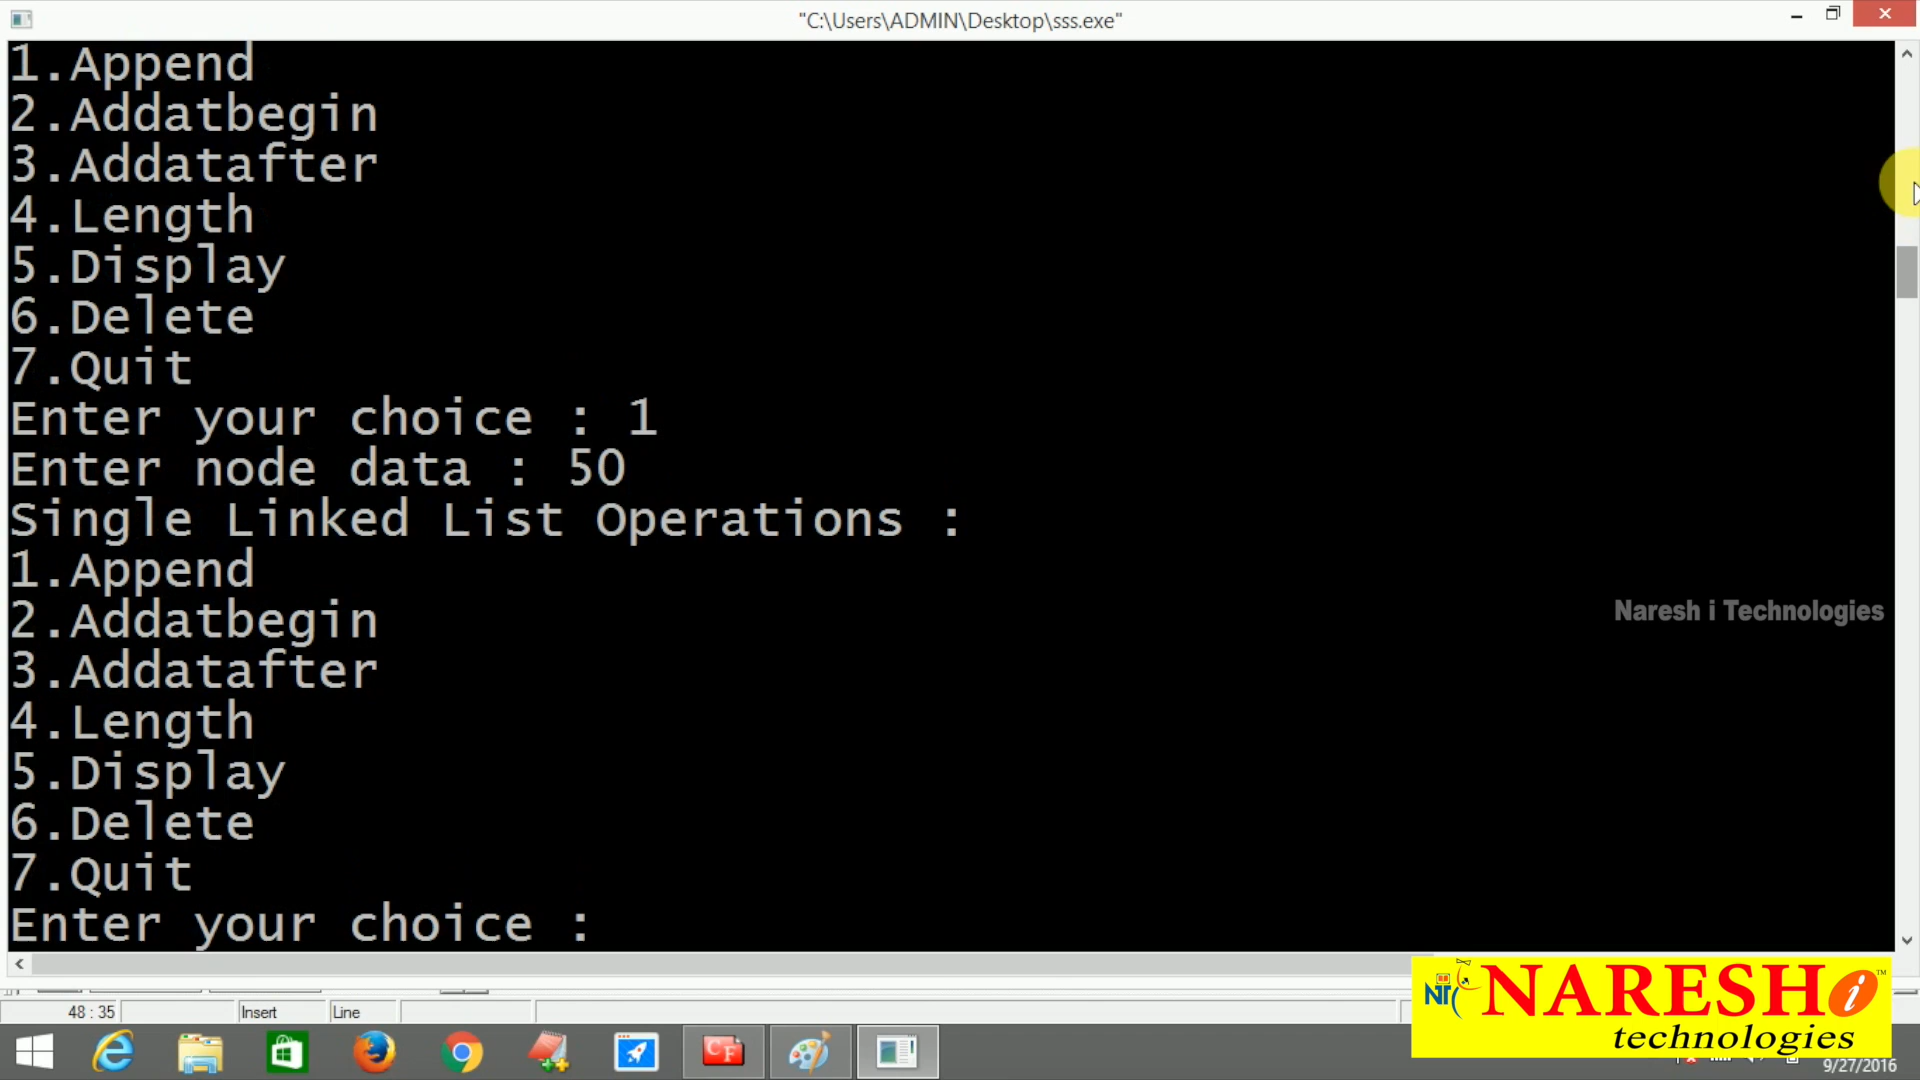 "C:\Users\ADMIN\Desktop\sss.exe"
1.Append
2.Addatbegin
3.Addatafter
4.Length
5.Display
6.Delete
7.Quit
Enter your choice : 1
Enter node data : 50
Single Linked List Operations :
1.Append
2.Addatbegin
3.Addatafter
4.Length
5.Display
6.Delete
7.Quit
Enter your choice :
Naresh i Technologies
48 : 35
Insert
Line
NT
NARESH i ™
technologies
CF
9/27/2016